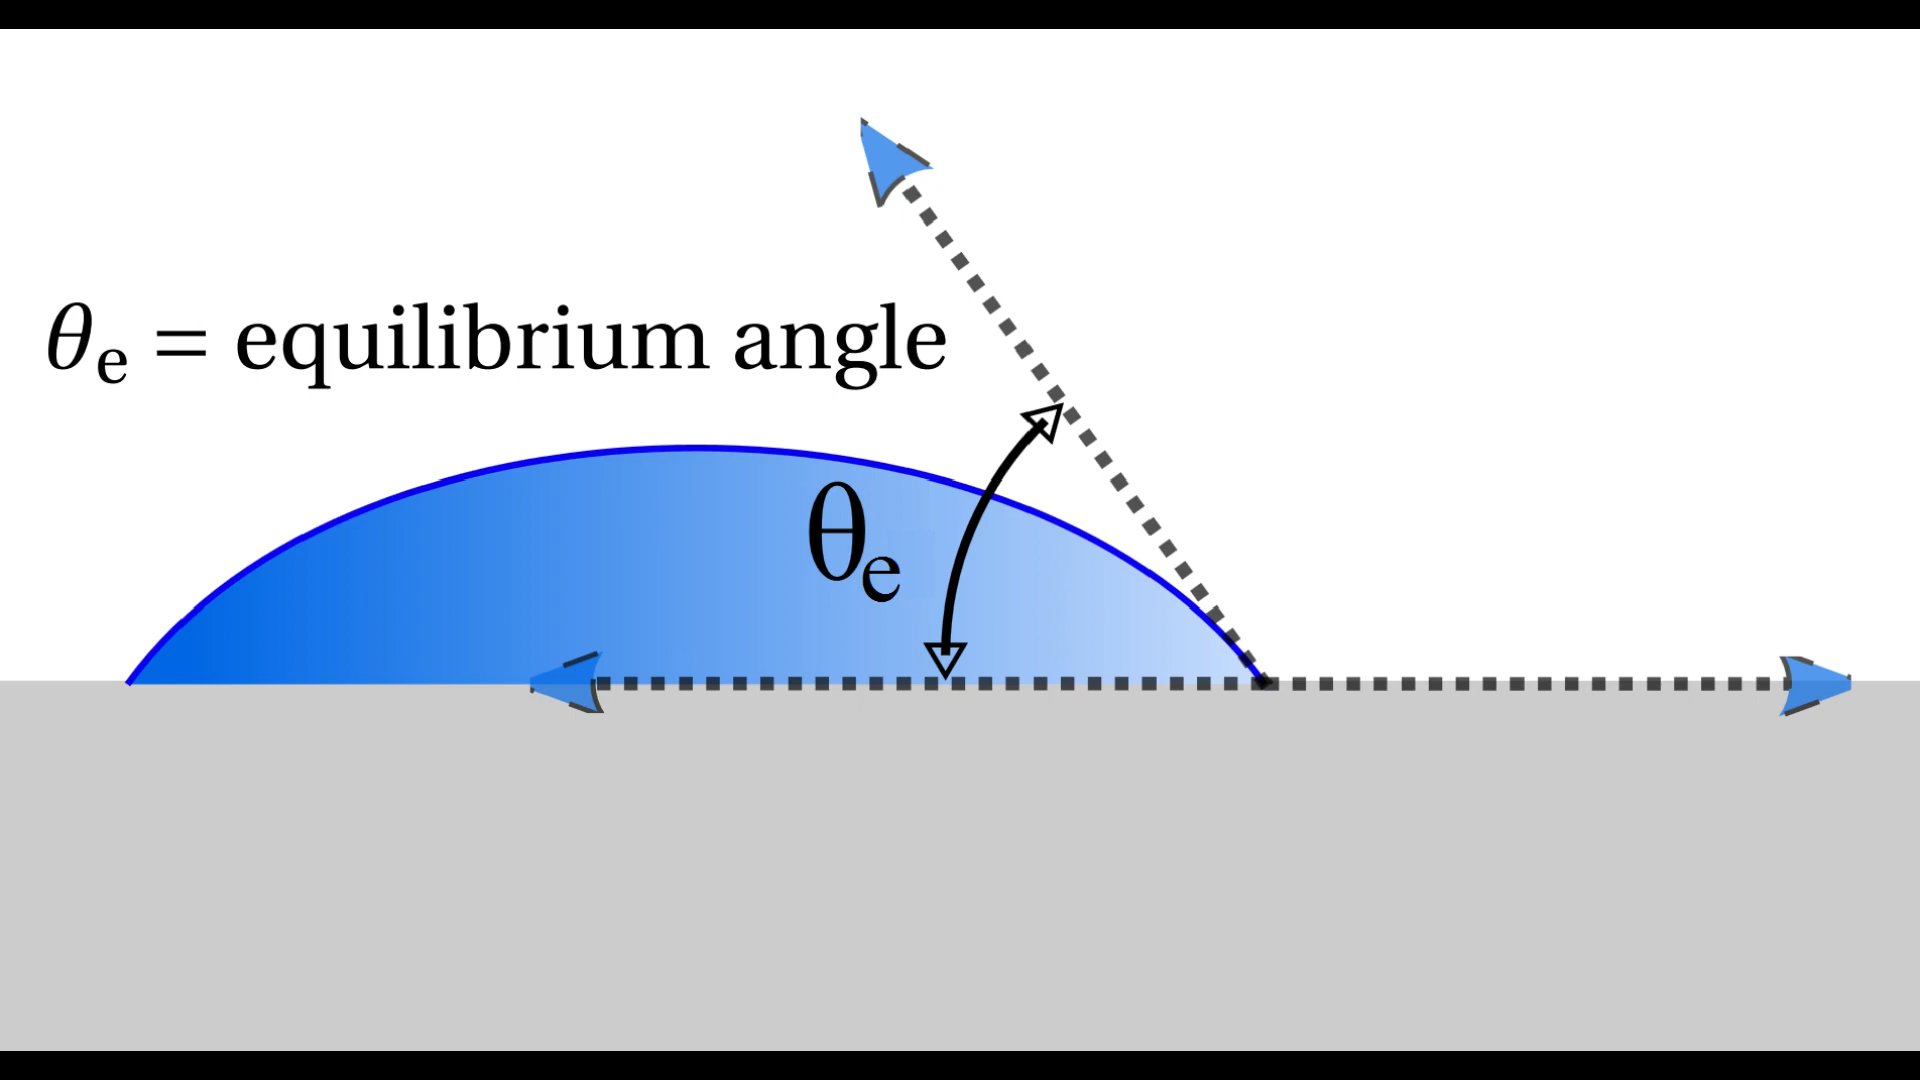 θe = equilibrium angle
θe